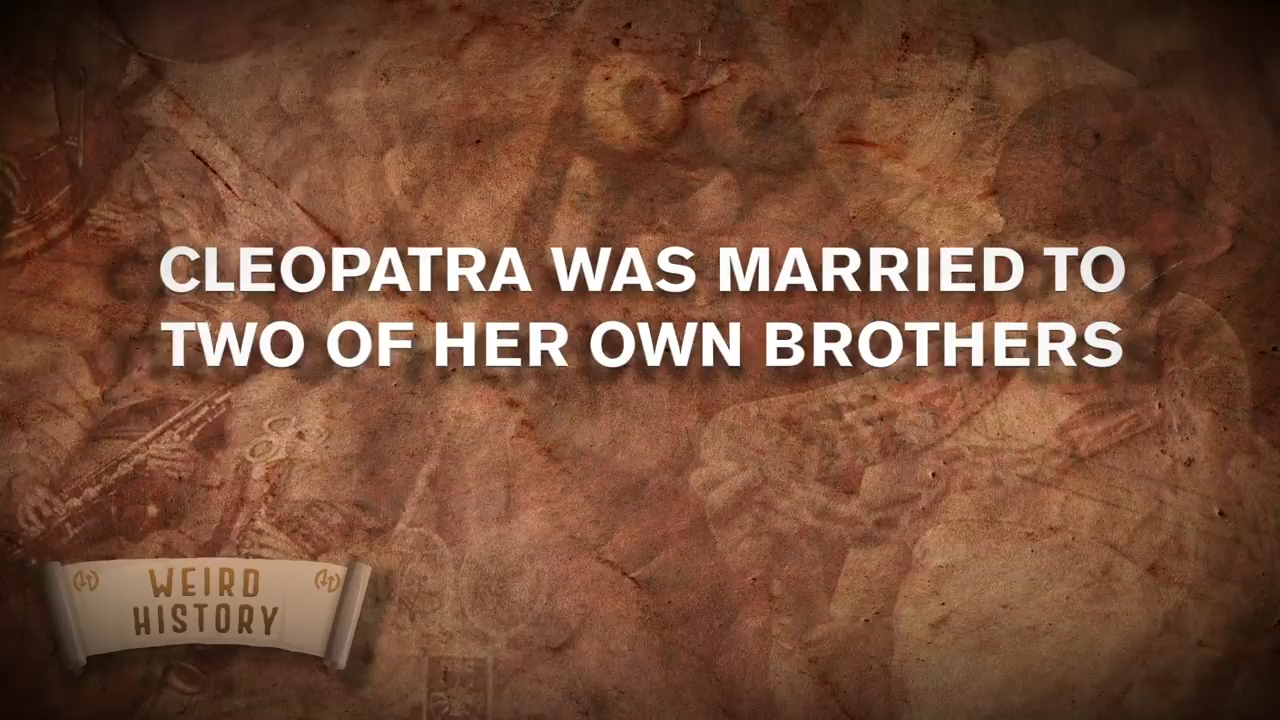 CLEOPATRA WAS MARRIED TO
TWO OF HER OWN BROTHERS
WEIRD
HISTORY